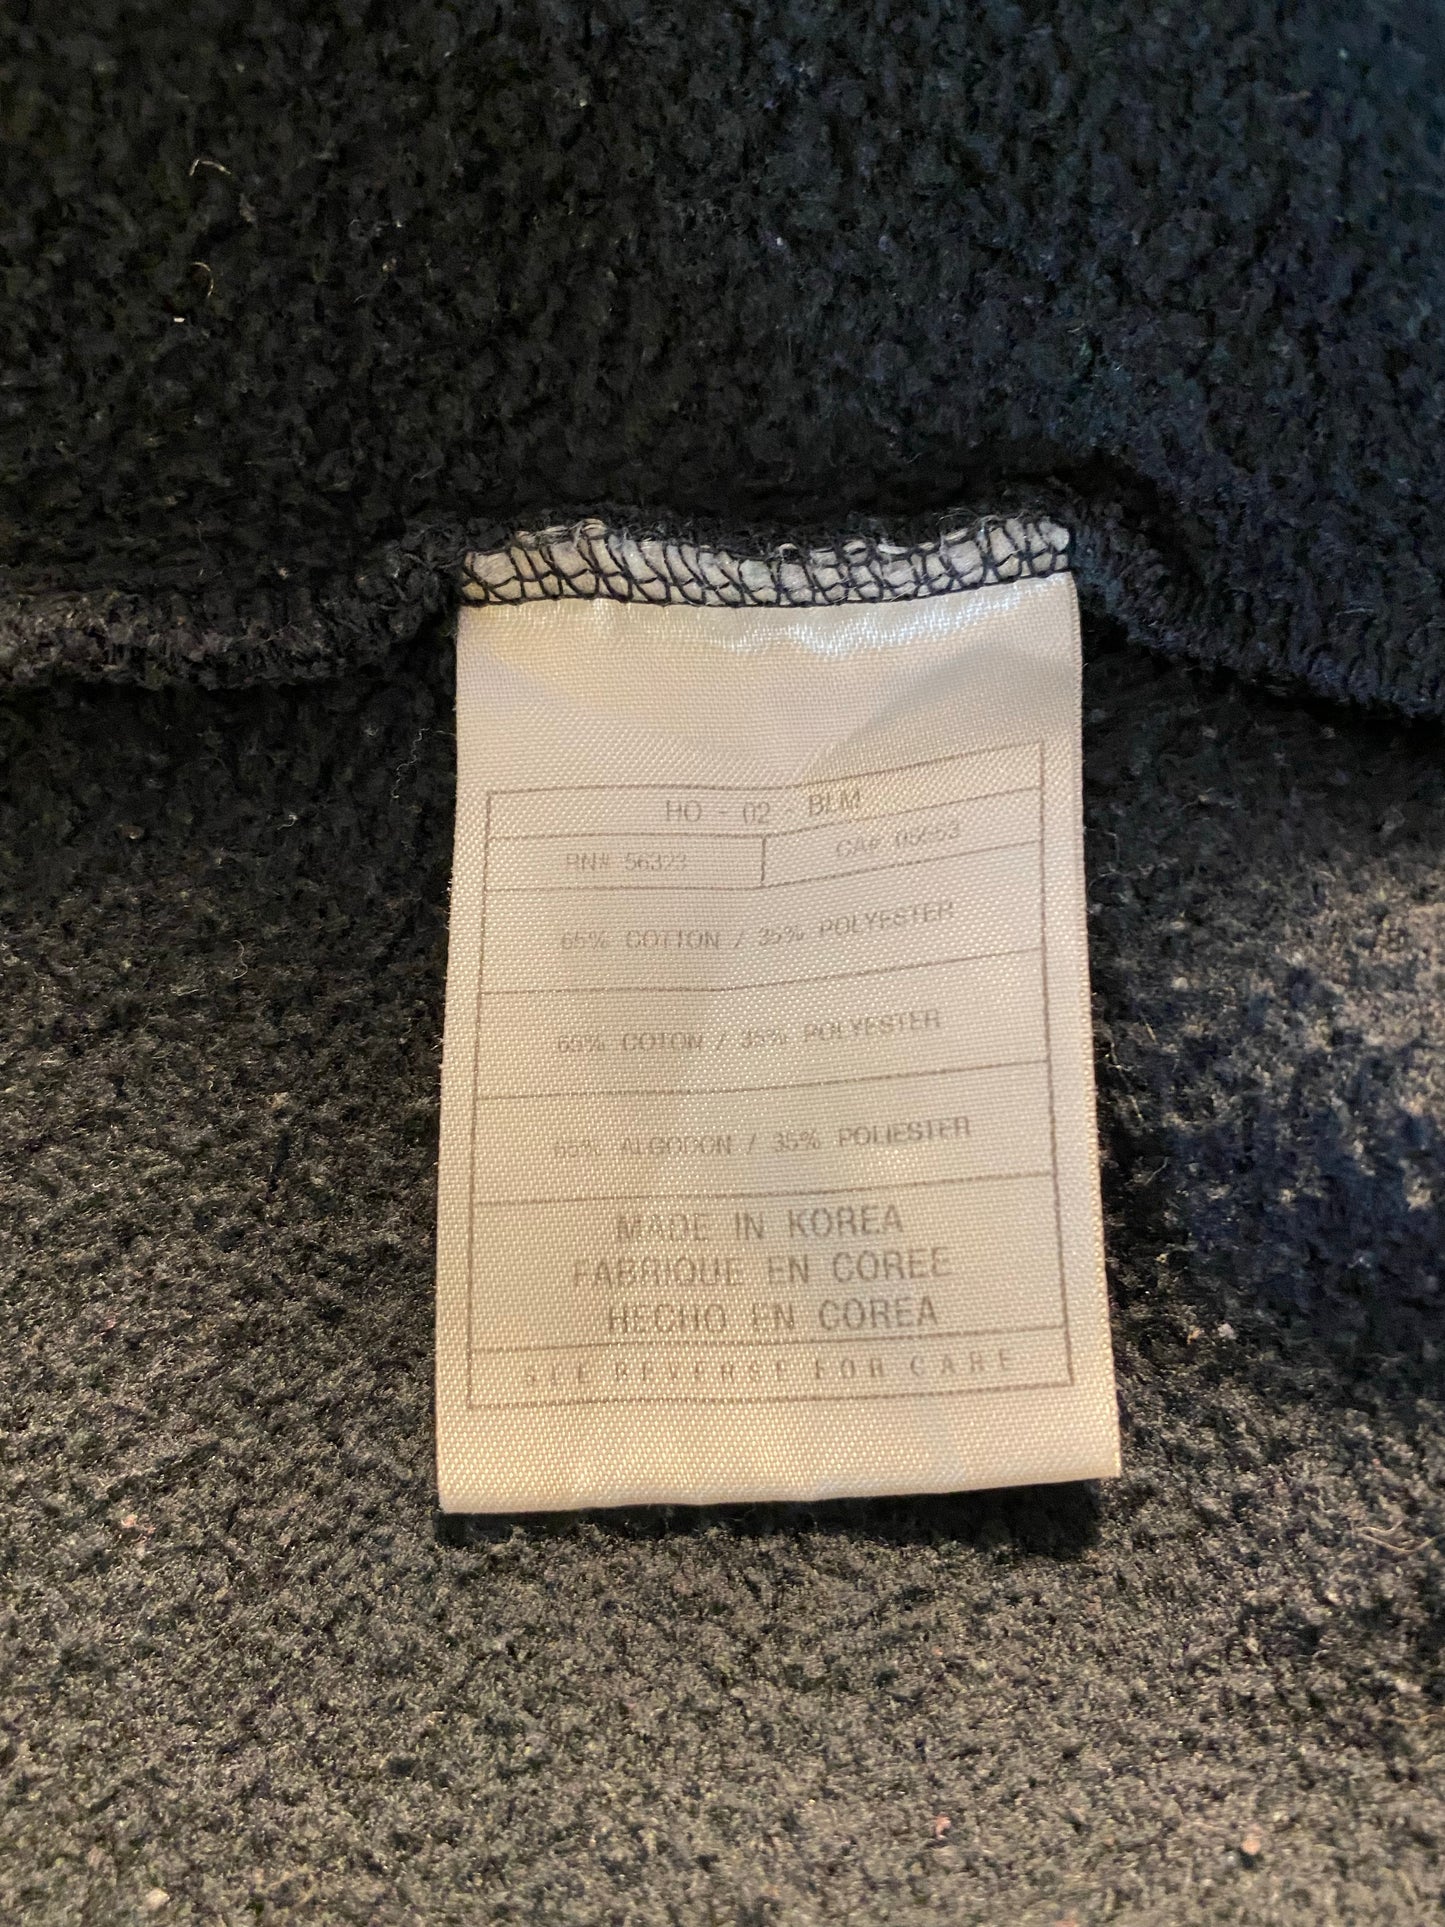 HO - 02 - BLM
RN# 56323 CA# 05553
65% COTTON / 35% POLYESTER
65% COTON / 35% POLYESTER
65% ALGODON / 35% POLIESTER
MADE IN KOREA
FABRIQUE EN COREE
HECHO EN COREA
SEE REVERSE FOR CARE